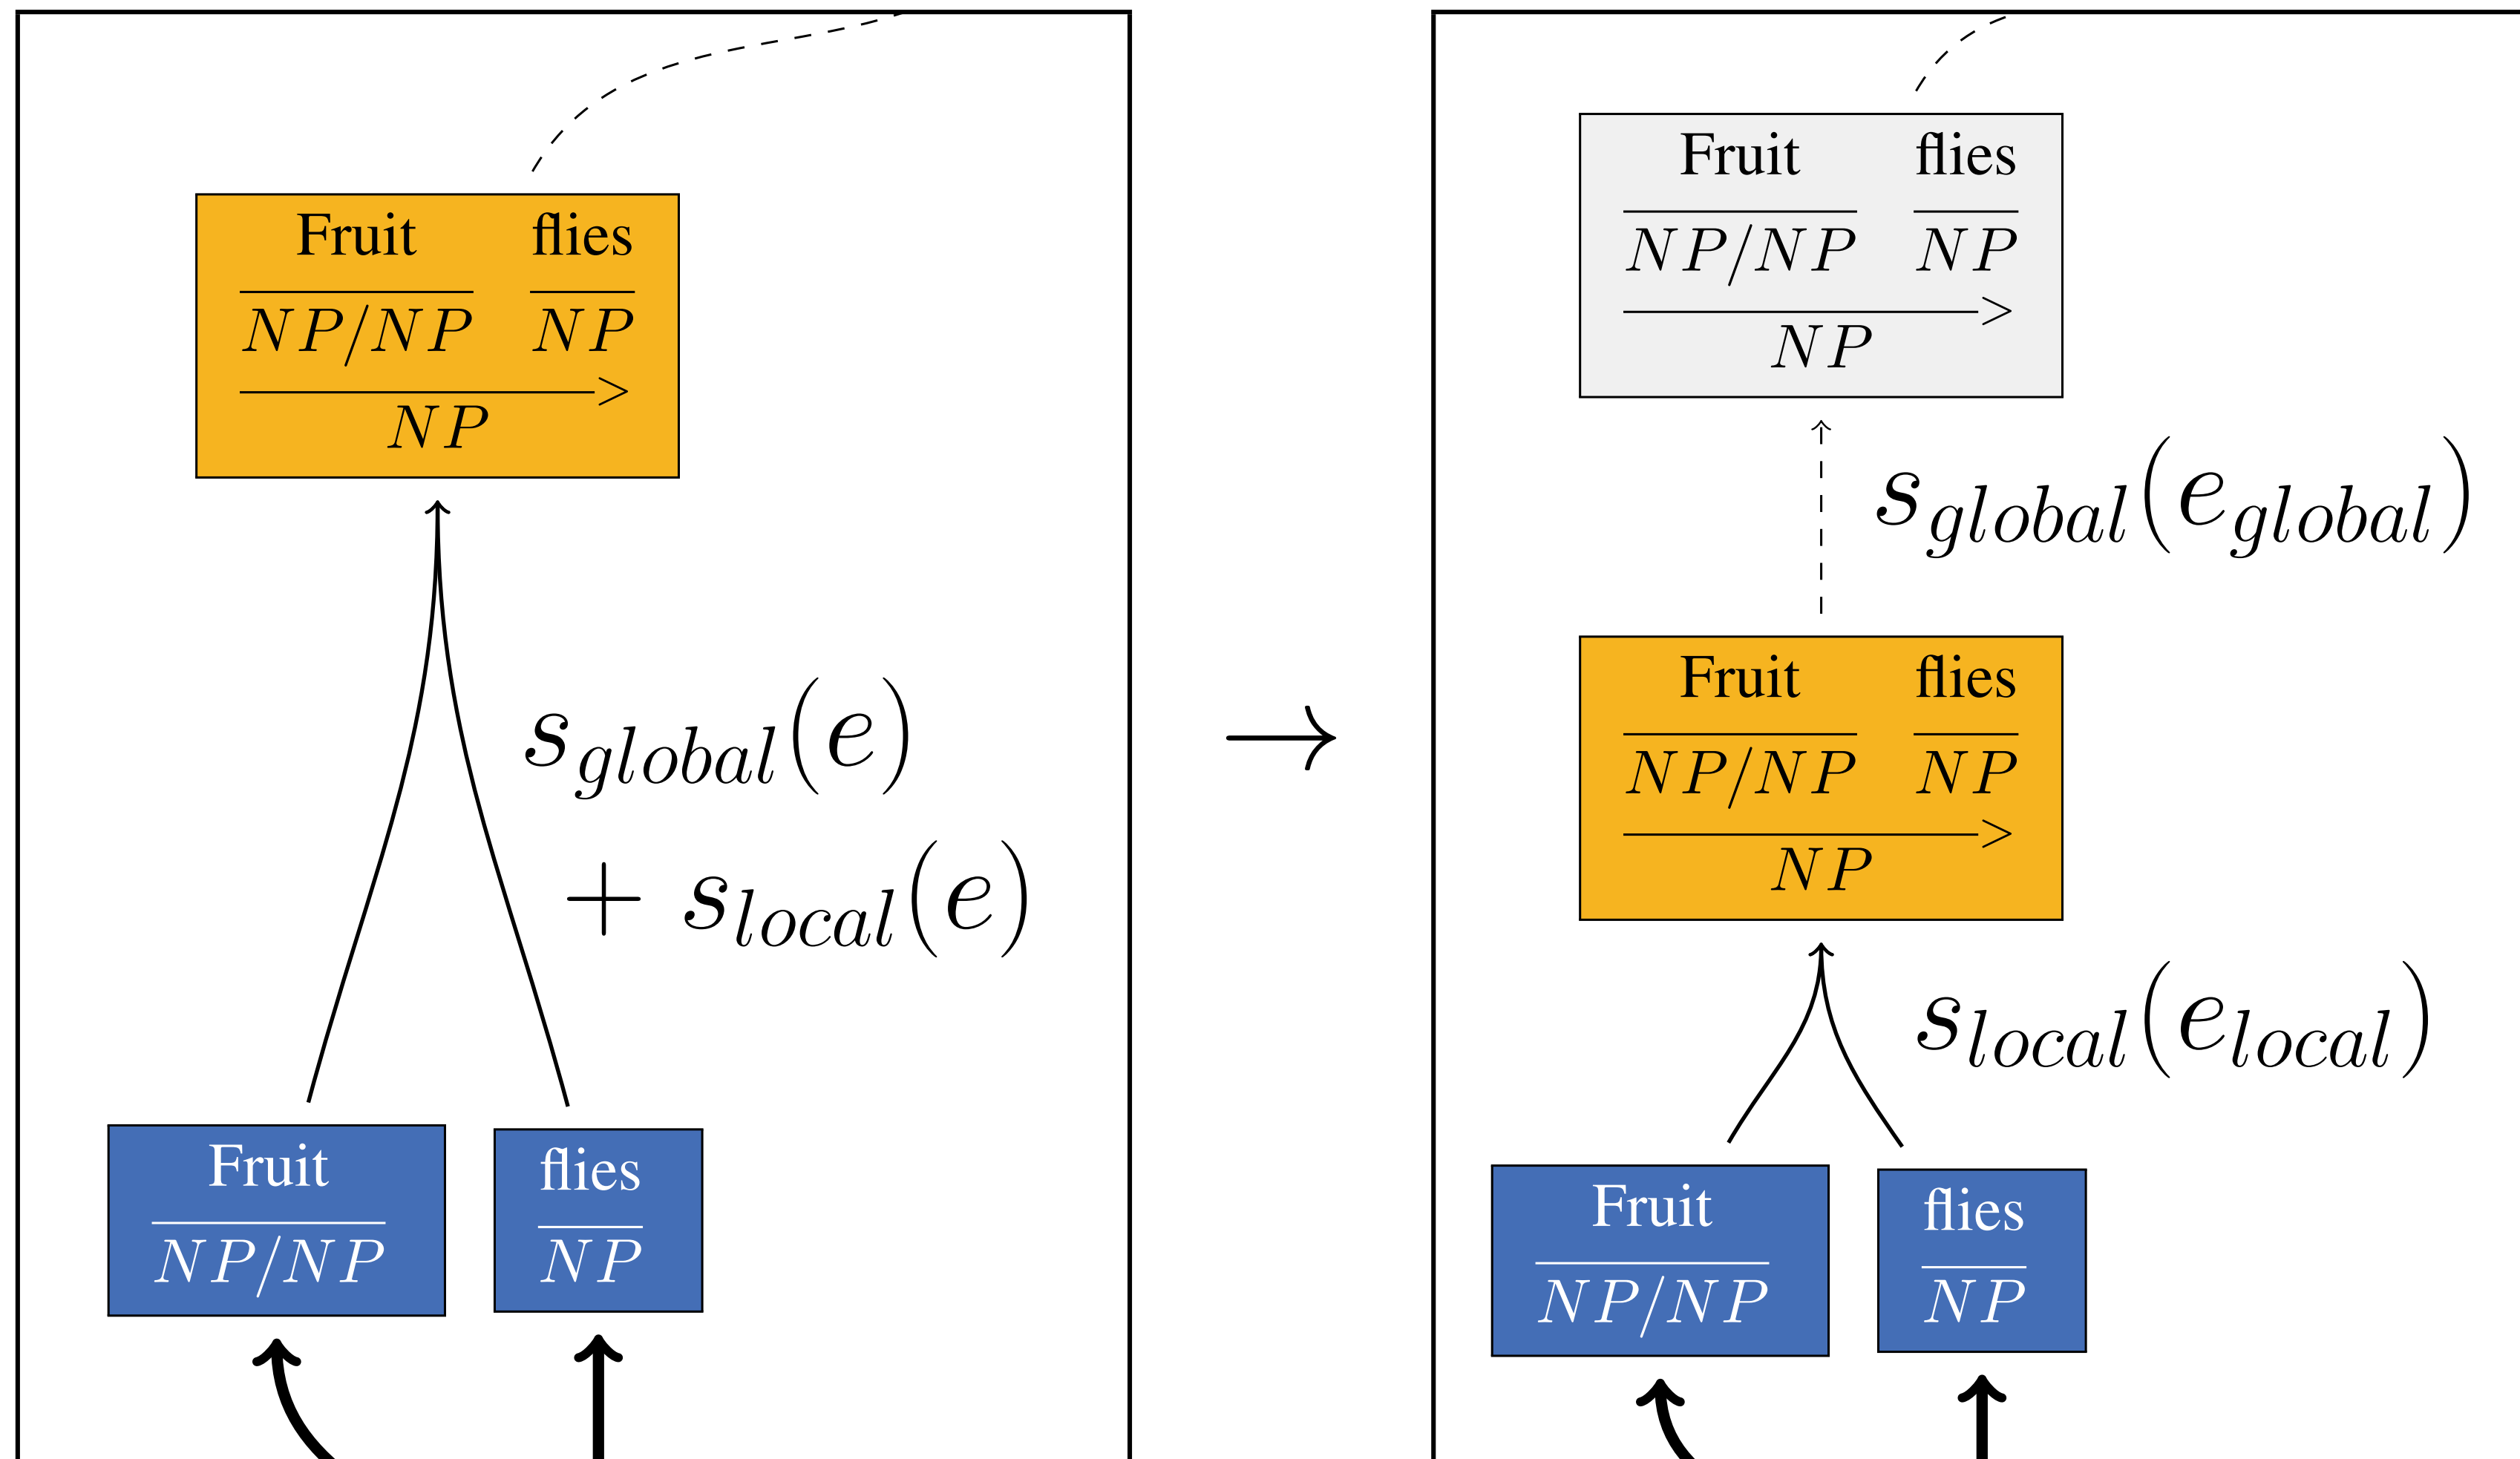 Fruit flies
NP/NP NP
>
NP
s_global(e)
+ s_local(e)
Fruit
NP/NP
flies
NP
→
Fruit flies
NP/NP NP
>
NP
s_global(e_global)
Fruit flies
NP/NP NP
>
NP
s_local(e_local)
Fruit
NP/NP
flies
NP